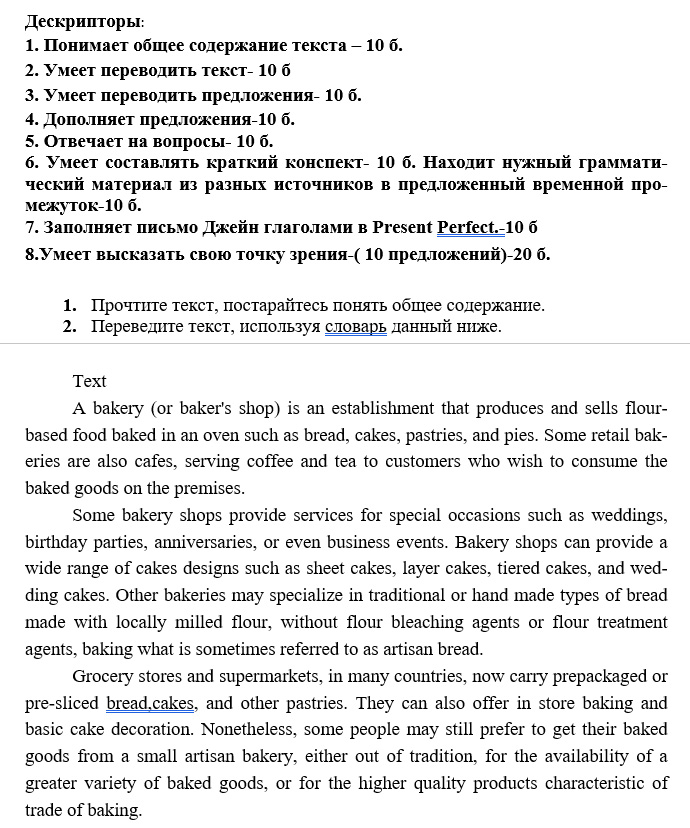 Дескрипторы:
1. Понимает общее содержание текста – 10 б.
2. Умеет переводить текст- 10 б
3. Умеет переводить предложения- 10 б.
4. Дополняет предложения-10 б.
5. Отвечает на вопросы- 10 б.
6. Умеет составлять краткий конспект- 10 б. Находит нужный граммати-
ческий материал из разных источников в предложенный временной про-
межуток-10 б.
7. Заполняет письмо Джейн глаголами в Present Perfect.-10 б
8.Умеет высказать свою точку зрения-( 10 предложений)-20 б.
1. Прочтите текст, постарайтесь понять общее содержание.
2. Переведите текст, используя словарь данный ниже.
Text
A bakery (or baker's shop) is an establishment that produces and sells flour-
based food baked in an oven such as bread, cakes, pastries, and pies. Some retail bak-
eries are also cafes, serving coffee and tea to customers who wish to consume the
baked goods on the premises.
Some bakery shops provide services for special occasions such as weddings,
birthday parties, anniversaries, or even business events. Bakery shops can provide a
wide range of cakes designs such as sheet cakes, layer cakes, tiered cakes, and wed-
ding cakes. Other bakeries may specialize in traditional or hand made types of bread
made with locally milled flour, without flour bleaching agents or flour treatment
agents, baking what is sometimes referred to as artisan bread.
Grocery stores and supermarkets, in many countries, now carry prepackaged or
pre-sliced bread,cakes, and other pastries. They can also offer in store baking and
basic cake decoration. Nonetheless, some people may still prefer to get their baked
goods from a small artisan bakery, either out of tradition, for the availability of a
greater variety of baked goods, or for the higher quality products characteristic of
trade of baking.